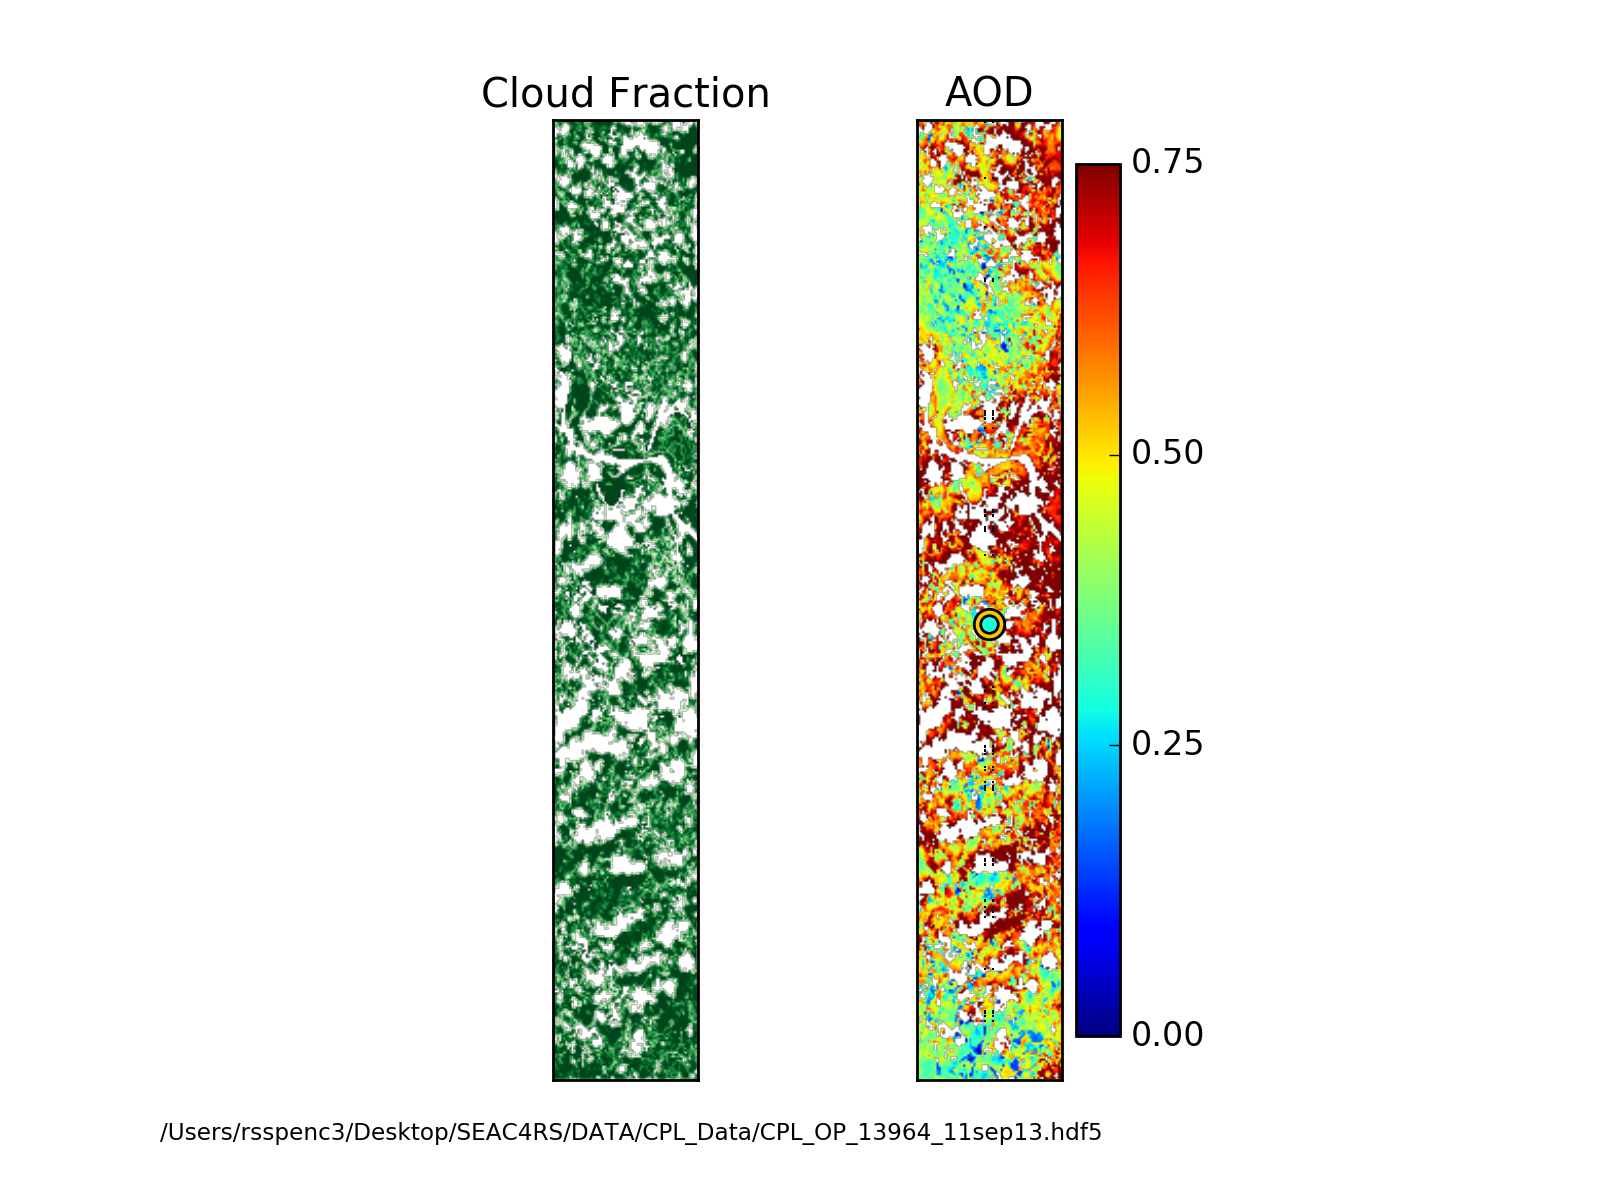 Cloud Fraction
AOD
0.75
0.50
0.25
0.00
/Users/rsspenc3/Desktop/SEAC4RS/DATA/CPL_Data/CPL_OP_13964_11sep13.hdf5